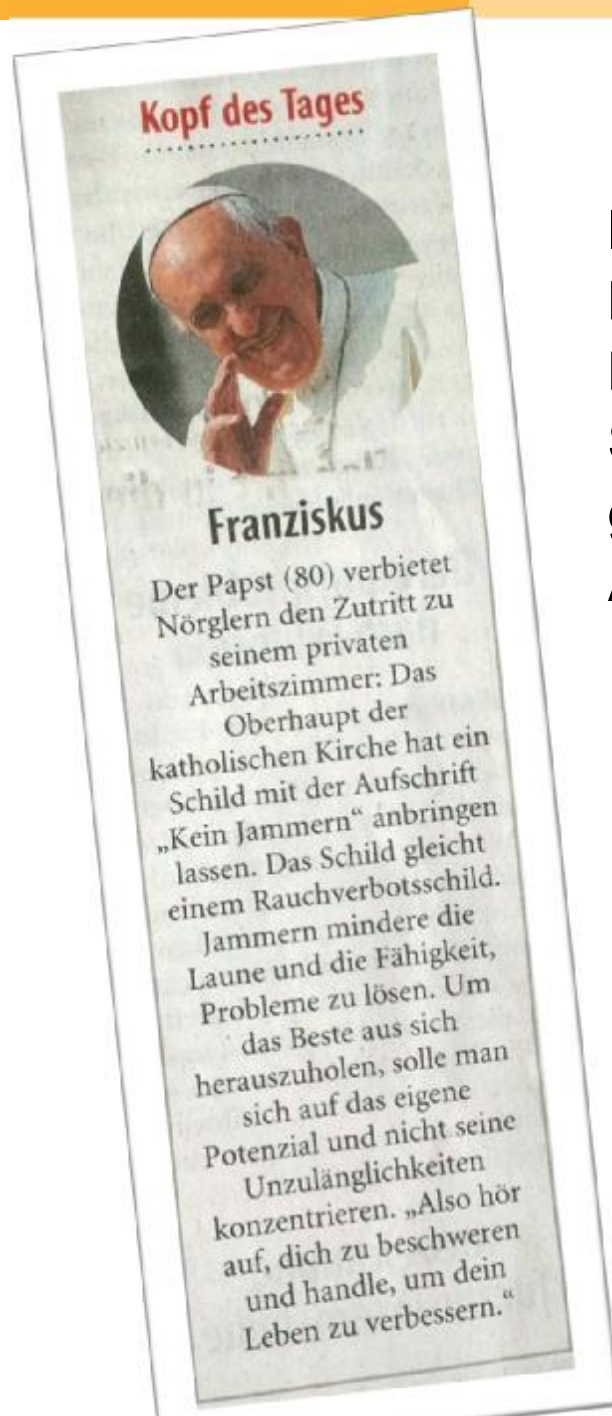 Kopf des Tages
Franziskus
Der Papst (80) verbietet
Nörglern den Zutritt zu
seinem privaten
Arbeitszimmer: Das
Oberhaupt der
katholischen Kirche hat ein
Schild mit der Aufschrift
„Kein Jammern“ anbringen
lassen. Das Schild gleicht
einem Rauchverbotsschild.
Jammern mindere die
Laune und die Fähigkeit,
Probleme zu lösen. Um
das Beste aus sich
herauszuholen, solle man
sich auf das eigene
Potenzial und nicht seine
Unzulänglichkeiten
konzentrieren. „Also hör
auf, dich zu beschweren
und handle, um dein
Leben zu verbessern.“